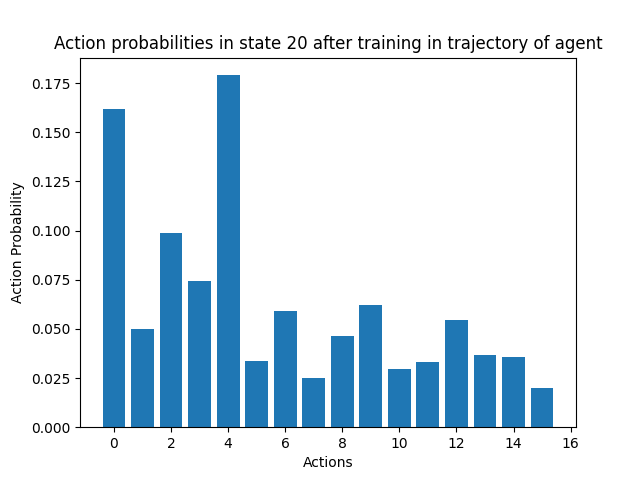 Action probabilities in state 20 after training in trajectory of agent
0.175
0.150
0.125
0.100
0.075
0.050
0.025
0.000
Action Probability
0 2 4 6 8 10 12 14 16
Actions